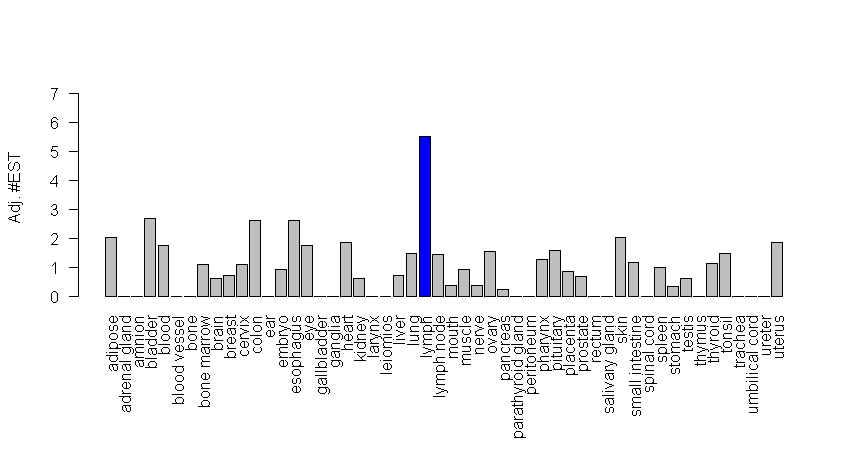 7
6
5
4
3
2
1
0
Adj. #EST
adipose
adrenal gland
amnion
bladder
blood
blood vessel
bone
bone marrow
brain
breast
cervix
colon
ear
embryo
esophagus
eye
gallbladder
ganglia
heart
kidney
larynx
leiomios
liver
lung
lymph
lymph node
mouth
muscle
nerve
ovary
pancreas
parathyroid gland
peritoneum
pharynx
pituitary
placenta
prostate
rectum
salivary gland
skin
small intestine
spinal cord
spleen
stomach
testis
thymus
thyroid
tonsil
trachea
umbilical cord
ureter
uterus